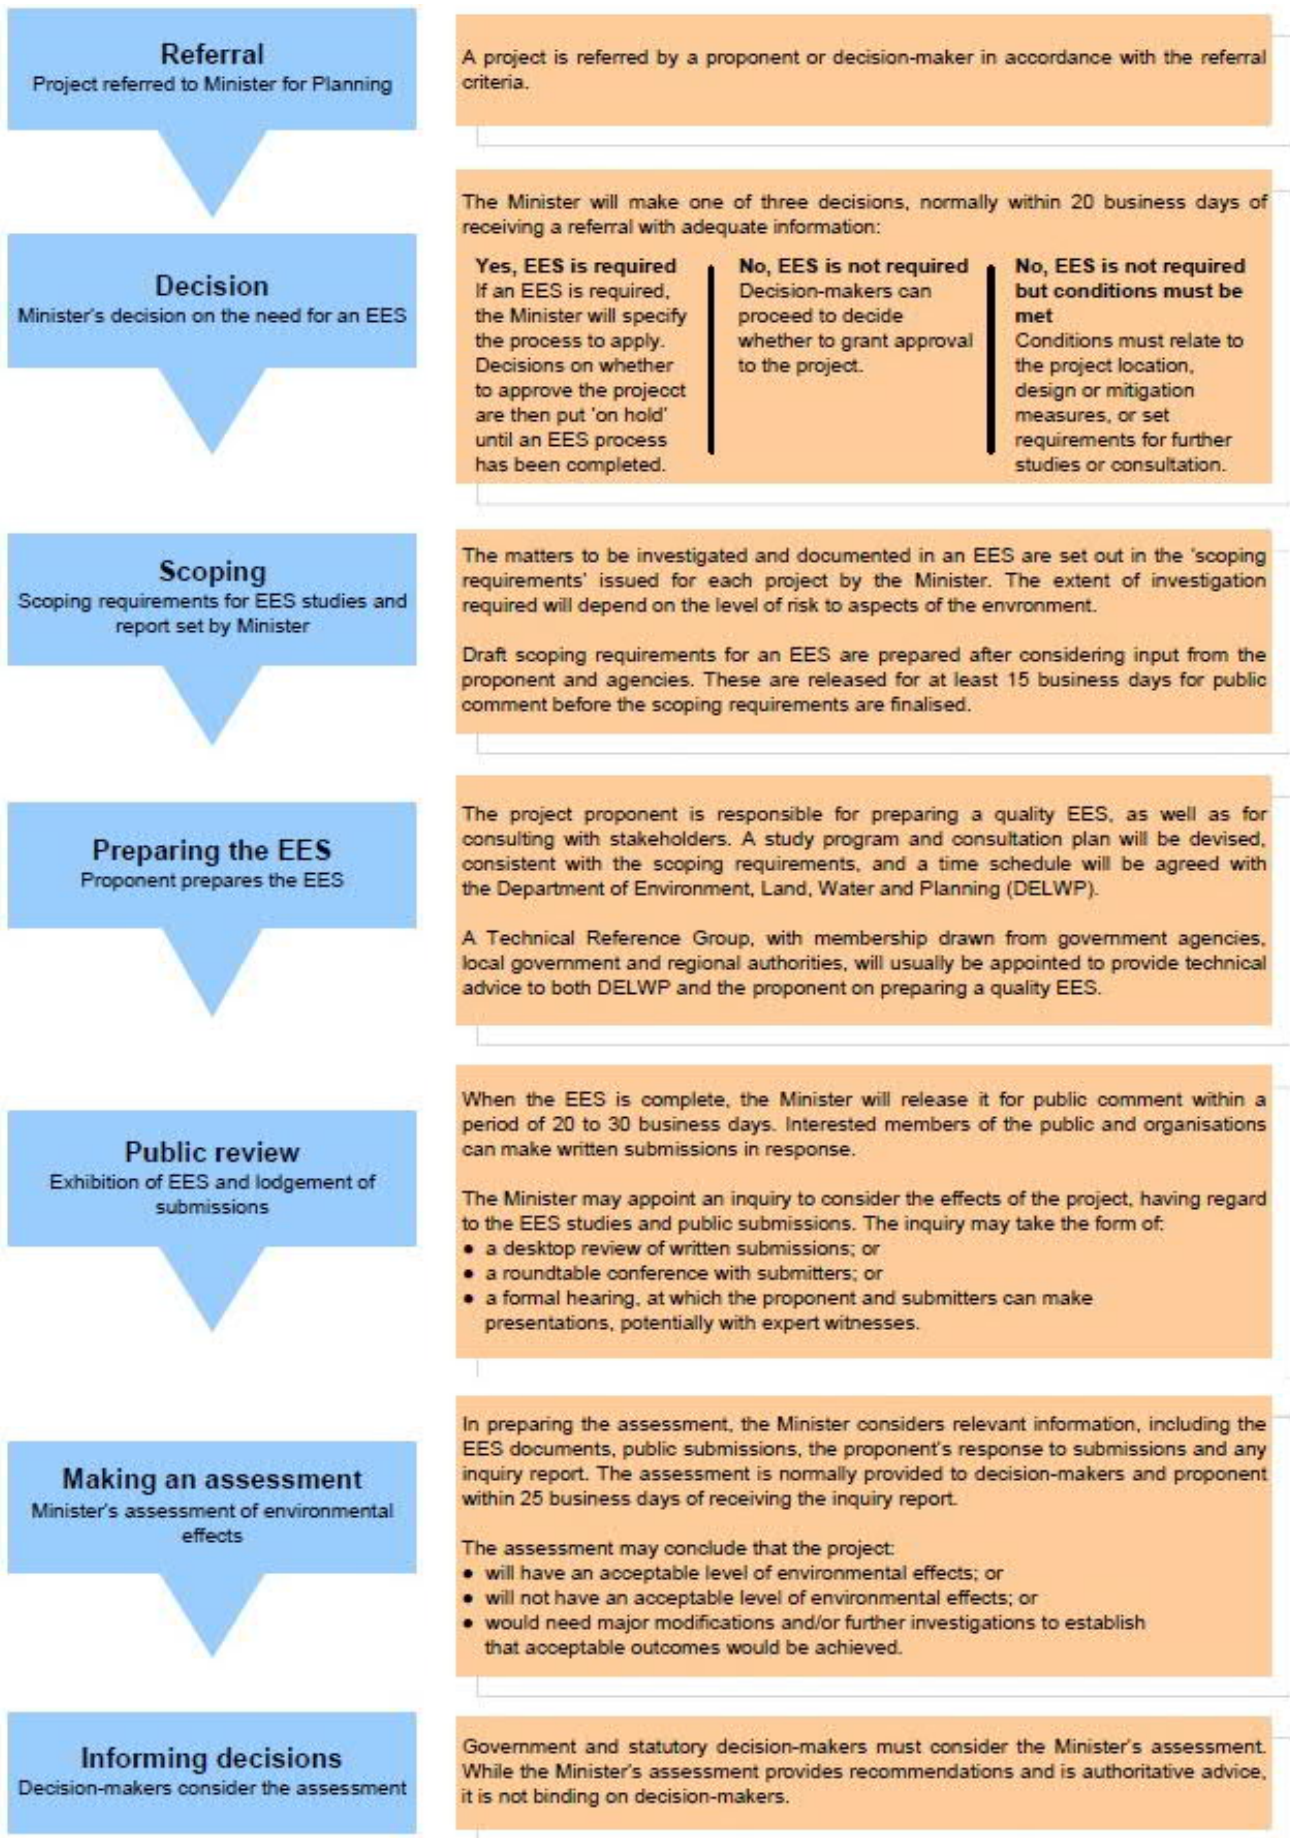 Referral
Project referred to Minister for Planning
A project is referred by a proponent or decision-maker in accordance with the referral
criteria.
Decision
Minister's decision on the need for an EES
The Minister will make one of three decisions, normally within 20 business days of
receiving a referral with adequate information:
Yes, EES is required
If an EES is required,
the Minister will specify
the process to apply.
Decisions on whether
to approve the projecct
are then put 'on hold'
until an EES process
has been completed.
No, EES is not required
Decision-makers can
proceed to decide
whether to grant approval
to the project.
No, EES is not required
but conditions must be
met
Conditions must relate to
the project location,
design or mitigation
measures, or set
requirements for further
studies or consultation.
Scoping
Scoping requirements for EES studies and
report set by Minister
The matters to be investigated and documented in an EES are set out in the 'scoping
requirements' issued for each project by the Minister. The extent of investigation
required will depend on the level of risk to aspects of the envronment.
Draft scoping requirements for an EES are prepared after considering input from the
proponent and agencies. These are released for at least 15 business days for public
comment before the scoping requirements are finalised.
Preparing the EES
Proponent prepares the EES
The project proponent is responsible for preparing a quality EES, as well as for
consulting with stakeholders. A study program and consultation plan will be devised,
consistent with the scoping requirements, and a time schedule will be agreed with
the Department of Environment, Land, Water and Planning (DELWP).
A Technical Reference Group, with membership drawn from government agencies,
local government and regional authorities, will usually be appointed to provide technical
advice to both DELWP and the proponent on preparing a quality EES.
Public review
Exhibition of EES and lodgement of
submissions
When the EES is complete, the Minister will release it for public comment within a
period of 20 to 30 business days. Interested members of the public and organisations
can make written submissions in response.
The Minister may appoint an inquiry to consider the effects of the project, having regard
to the EES studies and public submissions. The inquiry may take the form of:
● a desktop review of written submissions; or
● a roundtable conference with submitters; or
● a formal hearing, at which the proponent and submitters can make
presentations, potentially with expert witnesses.
Making an assessment
Minister's assessment of environmental
effects
In preparing the assessment, the Minister considers relevant information, including the
EES documents, public submissions, the proponent's response to submissions and any
inquiry report. The assessment is normally provided to decision-makers and proponent
within 25 business days of receiving the inquiry report.
The assessment may conclude that the project:
● will have an acceptable level of environmental effects; or
● will not have an acceptable level of environmental effects; or
● would need major modifications and/or further investigations to establish
that acceptable outcomes would be achieved.
Informing decisions
Decision-makers consider the assessment
Government and statutory decision-makers must consider the Minister's assessment.
While the Minister's assessment provides recommendations and is authoritative advice,
it is not binding on decision-makers.